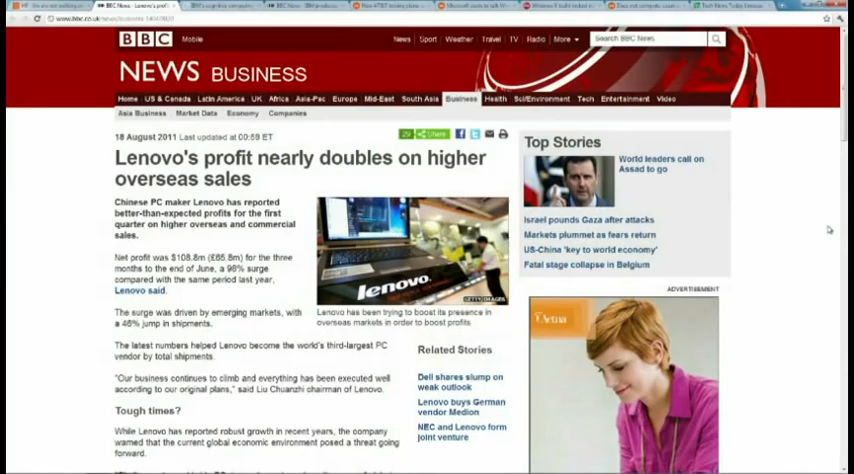 www.bbc.co.uk/news/business-
BBC Mobile News Sport Weather Travel TV Radio More Search BBC News
NEWS BUSINESS
Home US & Canada Latin America UK Africa Asia-Pac Europe Mid-East South Asia Business Health Sci/Environment Tech Entertainment Video
Asia Business Market Data Economy Companies
18 August 2011 Last updated at 00:59 ET
29 Share
Lenovo's profit nearly doubles on higher
overseas sales
Chinese PC maker Lenovo has reported
better-than-expected profits for the first
quarter on higher overseas and commercial
sales.
Net profit was $108.8m (£65.8m) for the three
months to the end of June, a 98% surge
compared with the same period last year,
Lenovo said.
The surge was driven by emerging markets, with
a 46% jump in shipments.
lenovo
GETTY IMAGES
Lenovo has been trying to boost its presence in
overseas markets in order to boost profits
The latest numbers helped Lenovo become the world's third-largest PC
vendor by total shipments.
"Our business continues to climb and everything has been executed well
according to our original plans," said Liu Chuanzhi chairman of Lenovo.
Tough times?
While Lenovo has reported robust growth in recent years, the company
warned that the current global economic environment posed a threat going
forward.
Related Stories
Dell shares slump on
weak outlook
Lenovo buys German
vendor Medion
NEC and Lenovo form
joint venture
Top Stories
World leaders call on
Assad to go
Israel pounds Gaza after attacks
Markets plummet as fears return
US-China 'key to world economy'
Fatal stage collapse in Belgium
ADVERTISEMENT
Aetna